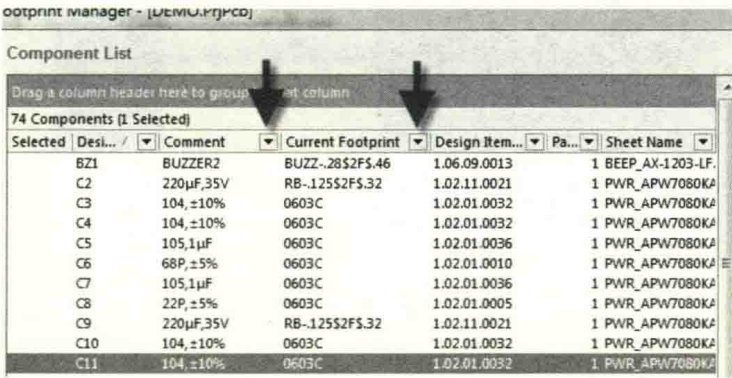 ootprint Manager - [DEMO.PrjPcb]
Component List
Drag a column header here to group at column
74 Components (1 Selected)
Selected Desi... Comment Current Footprint Design Item... Pa... Sheet Name
BZ1 BUZZER2 BUZZ-.28$2F$.46 1.06.09.0013 1 BEEP_AX-1203-LF.
C2 220µF,35V RB-.125$2F$.32 1.02.11.0021 1 PWR_APW7080KA
C3 104,±10% 0603C 1.02.01.0032 1 PWR_APW7080KA
C4 104,±10% 0603C 1.02.01.0032 1 PWR_APW7080KA
C5 105,1µF 0603C 1.02.01.0036 1 PWR_APW7080KA
C6 68P,±5% 0603C 1.02.01.0010 1 PWR_APW7080KA
C7 105,1µF 0603C 1.02.01.0036 1 PWR_APW7080KA
C8 22P,±5% 0603C 1.02.01.0005 1 PWR_APW7080KA
C9 220µF,35V RB-.125$2F$.32 1.02.11.0021 1 PWR_APW7080KA
C10 104,±10% 0603C 1.02.01.0032 1 PWR_APW7080KA
C11 104,±10% 0603C 1.02.01.0032 1 PWR_APW7080KA